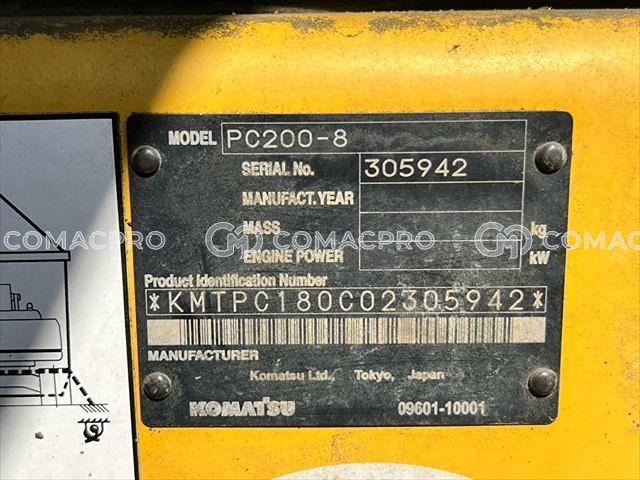 MODEL PC200-8
SERIAL No. 305942
MANUFACT.YEAR
MASS kg
ENGINE POWER kW
COMACPRO COMACPRO COMACPRO
Product Identification Number
*KMTPC180C02305942*
MANUFACTURER
Komatsu Ltd. Tokyo, Japan
KOMATSU 09601-10001